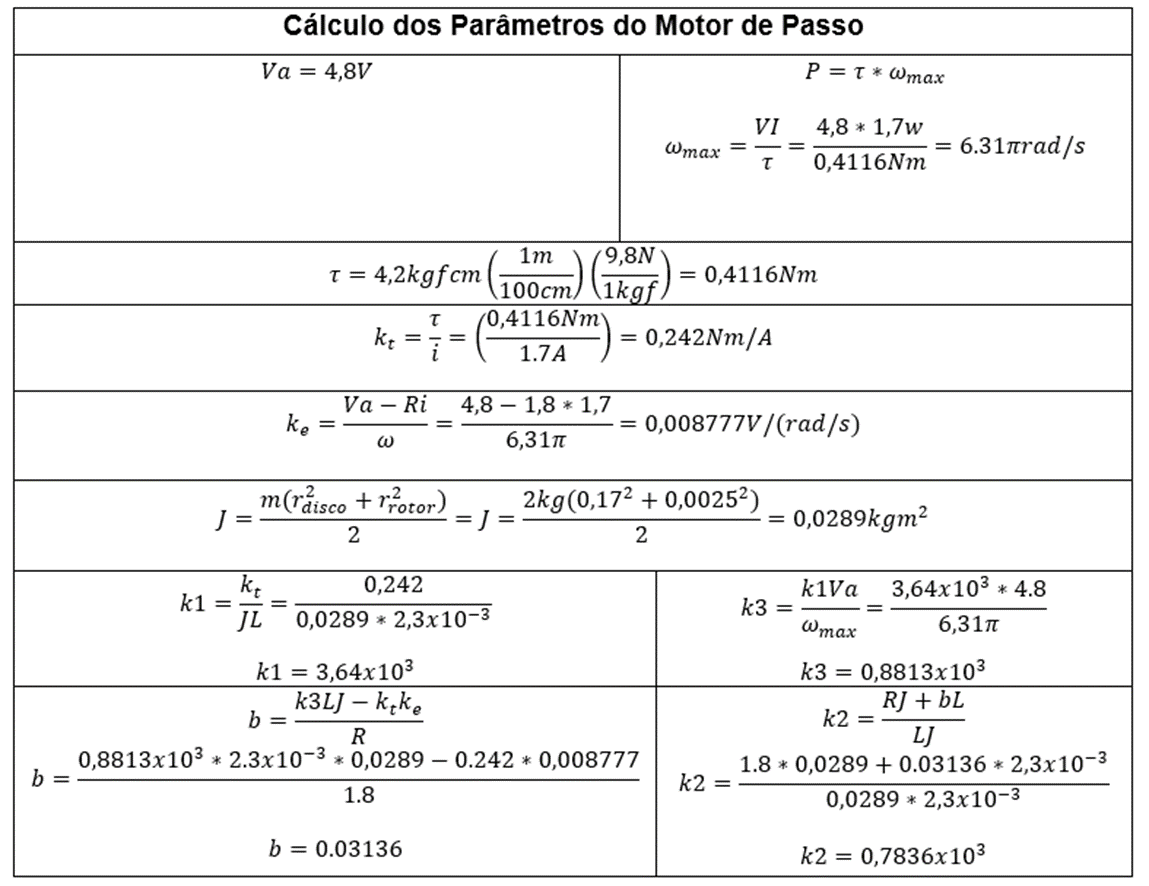 Cálculo dos Parâmetros do Motor de Passo
Va = 4,8V
P = τ ∗ ω_max
ω_max = VI/τ = (4,8 ∗ 1,7w)/(0,4116Nm) = 6.31πrad/s
τ = 4,2kgfcm (1m/100cm) (9,8N/1kgf) = 0,4116Nm
k_t = τ/i = (0,4116Nm/1.7A) = 0,242Nm/A
k_e = (Va − Ri)/ω = (4,8 − 1,8 ∗ 1,7)/(6,31π) = 0,008777V/(rad/s)
J = m(r²_disco + r²_rotor)/2 = J = 2kg(0,17² + 0,0025²)/2 = 0,0289kgm²
k1 = k_t/JL = 0,242/(0,0289 ∗ 2,3x10⁻³)
k1 = 3,64x10³
k3 = k1Va/ω_max = (3,64x10³ ∗ 4.8)/(6,31π)
k3 = 0,8813x10³
b = (k3LJ − k_tk_e)/R
b = (0,8813x10³ ∗ 2.3x10⁻³ ∗ 0,0289 − 0.242 ∗ 0,008777)/1.8
b = 0.03136
k2 = (RJ + bL)/LJ
k2 = (1.8 ∗ 0,0289 + 0.03136 ∗ 2,3x10⁻³)/(0,0289 ∗ 2,3x10⁻³)
k2 = 0,7836x10³